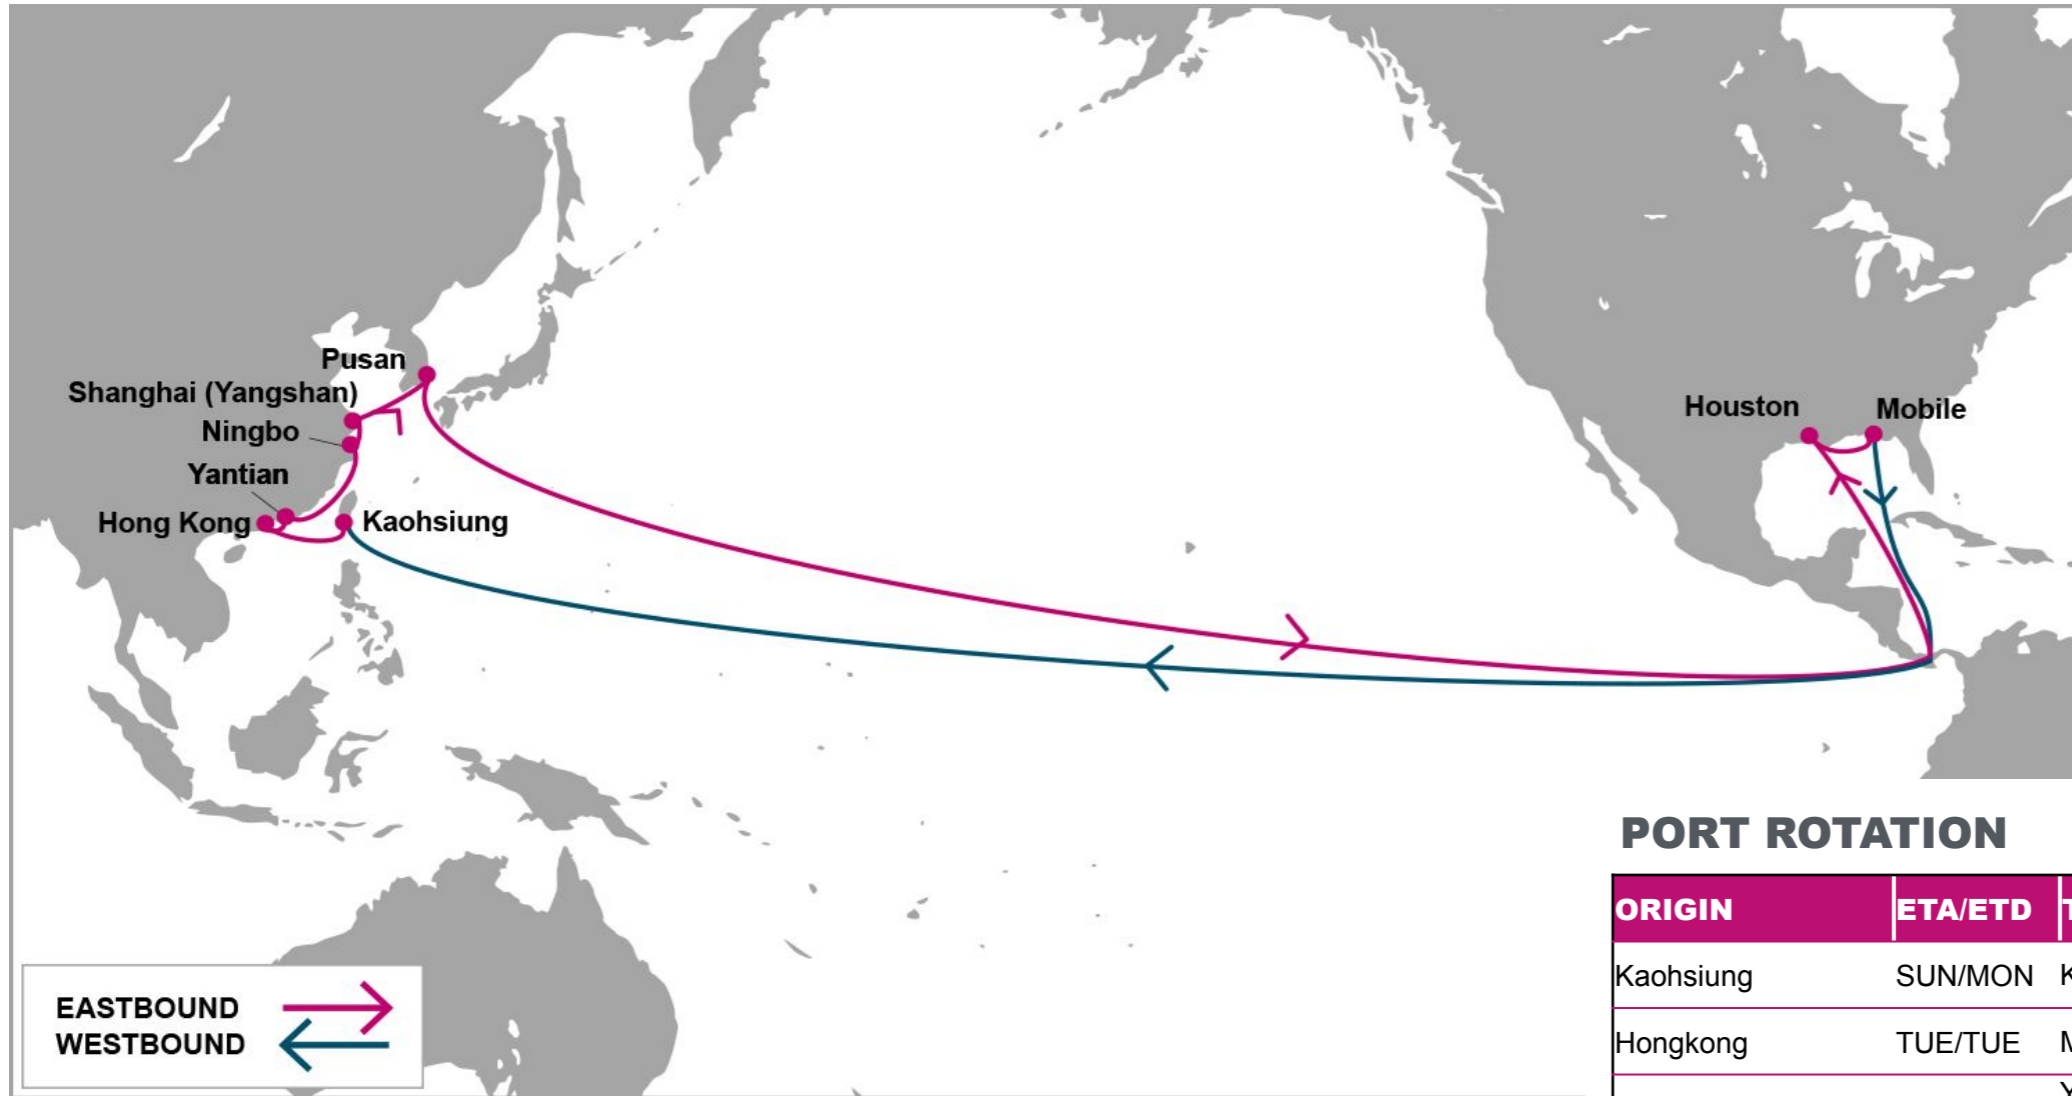 Pusan
Shanghai (Yangshan)
Ningbo
Yantian
Hong Kong
Kaohsiung
Houston
Mobile
PORT ROTATION
ORIGIN ETA/ETD
Kaohsiung SUN/MON
Hongkong TUE/TUE
EASTBOUND
WESTBOUND